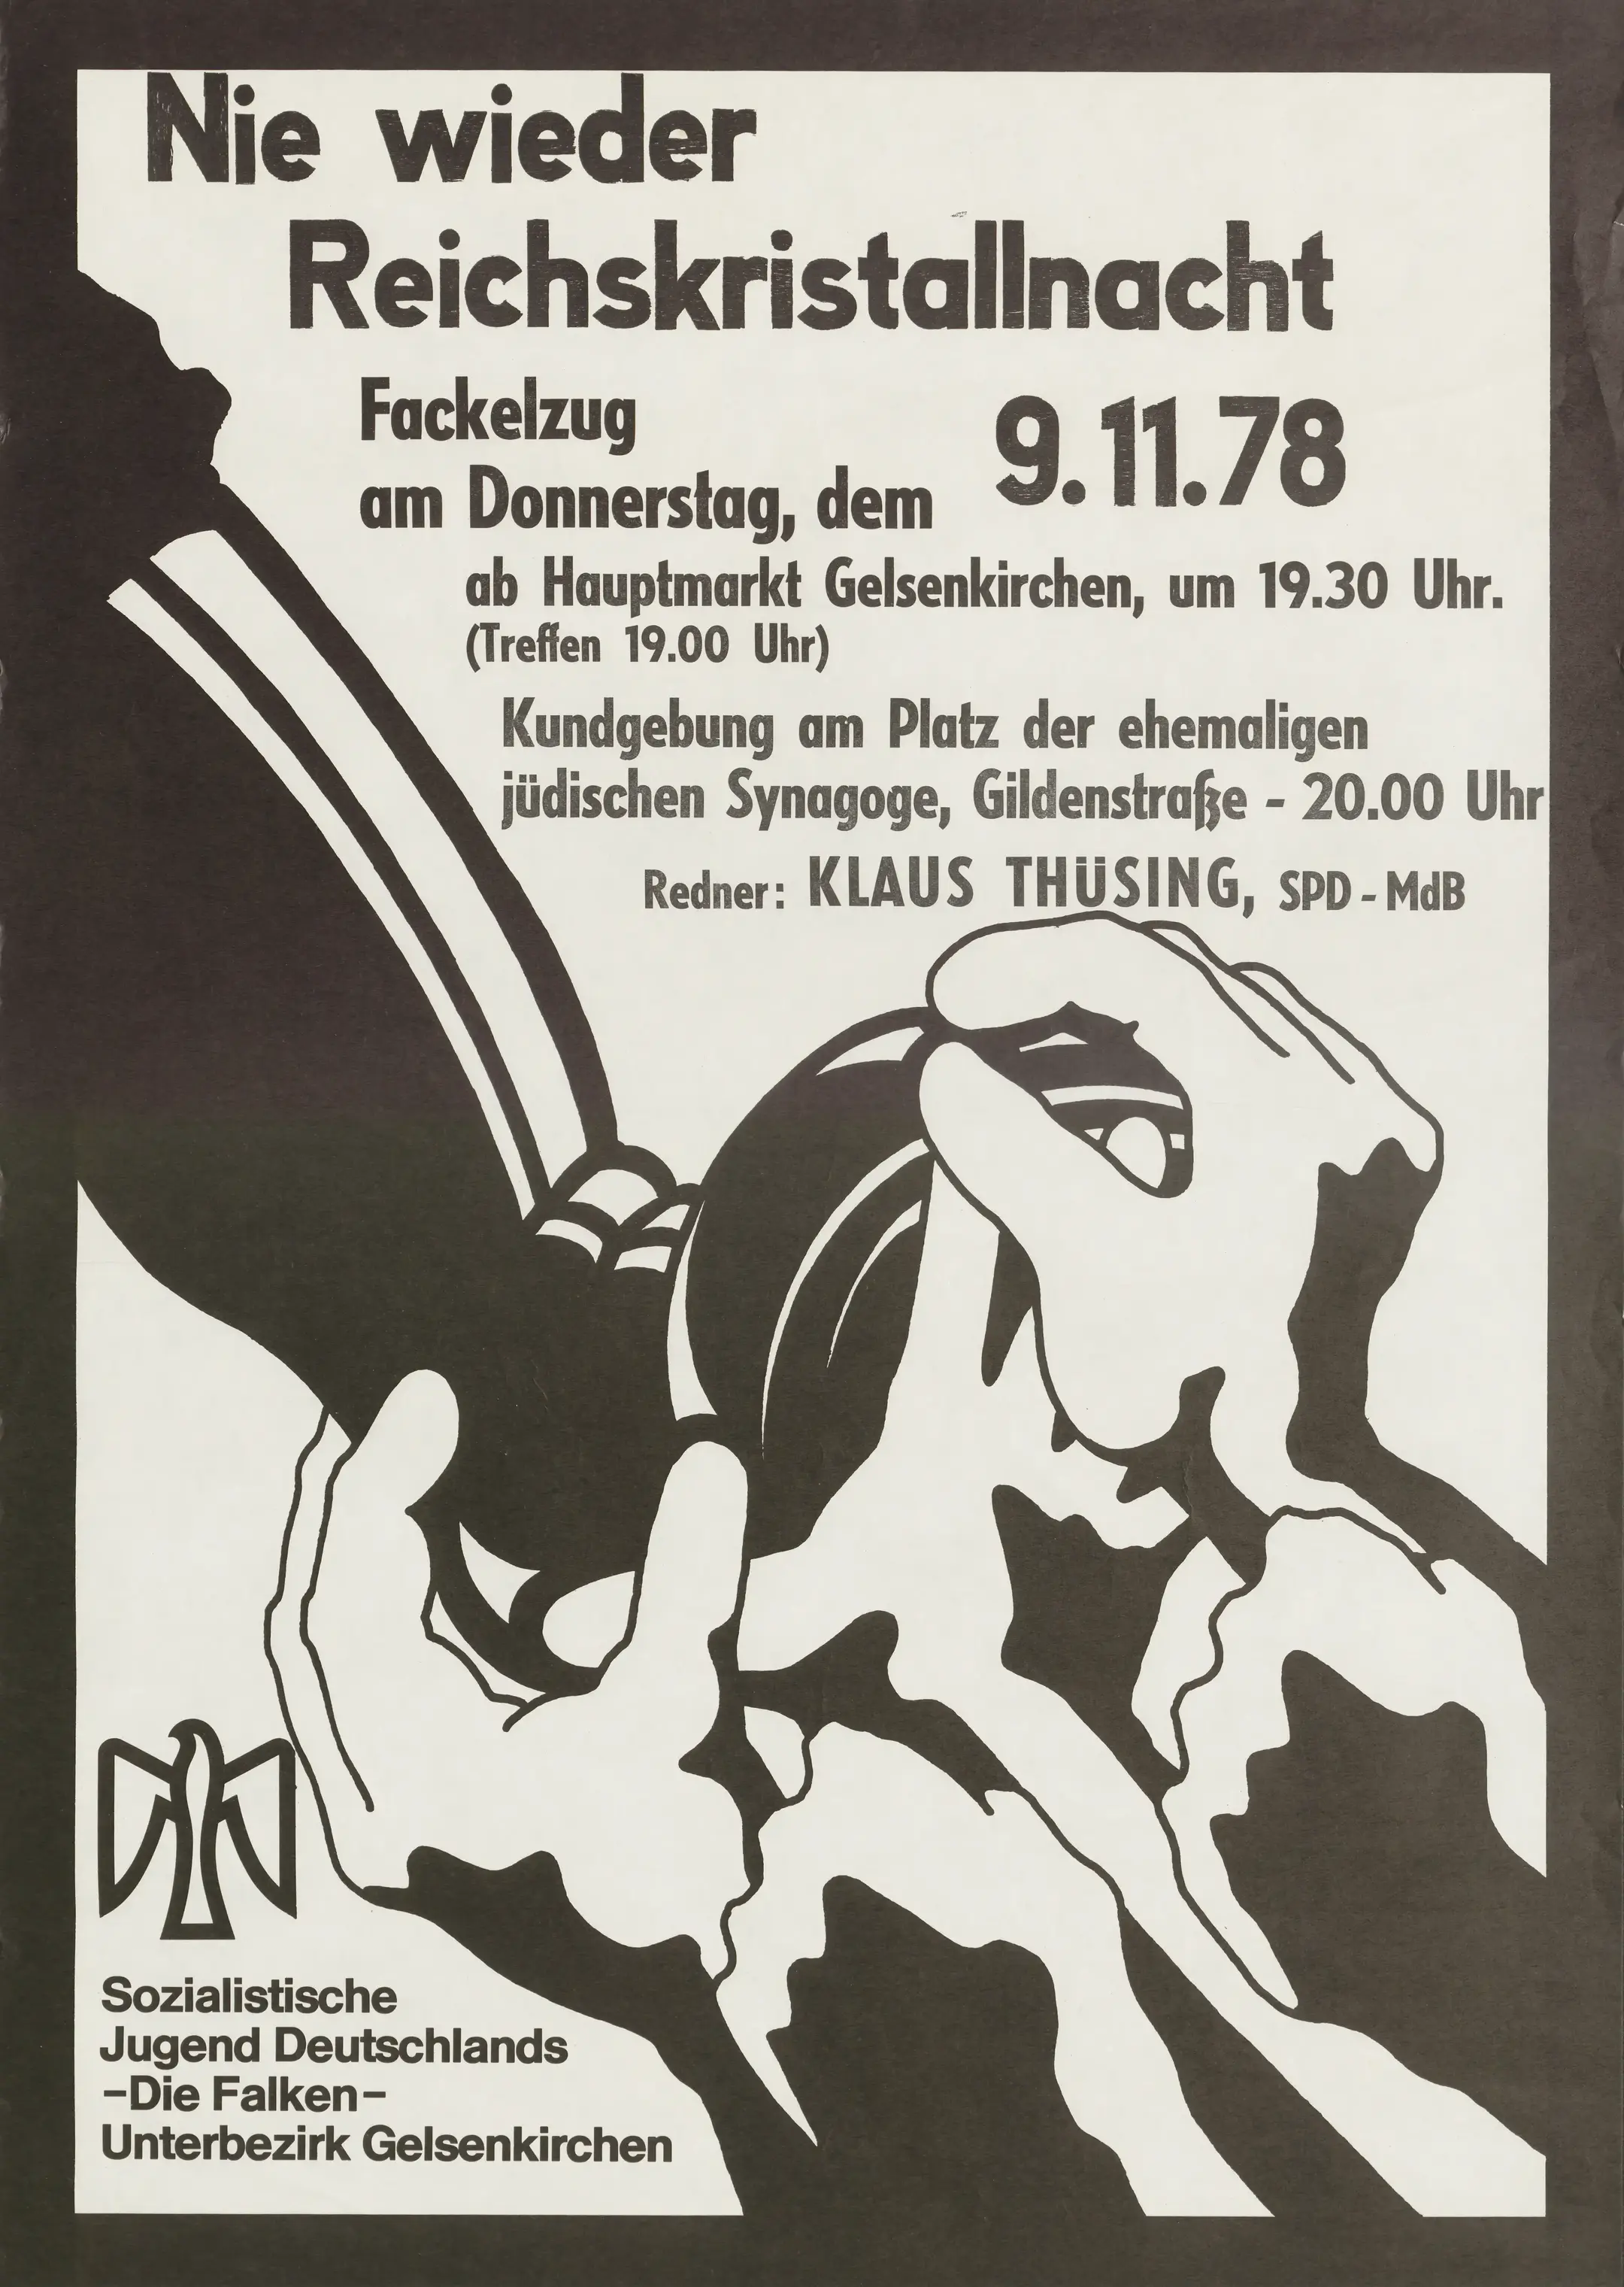 Nie wieder
Reichskristallnacht
Fackelzug
am Donnerstag, dem 9.11.78
ab Hauptmarkt Gelsenkirchen, um 19.30 Uhr.
(Treffen 19.00 Uhr)
Kundgebung am Platz der ehemaligen
jüdischen Synagoge, Gildenstraße - 20.00 Uhr
Redner: KLAUS THÜSING, SPD - MdB
Sozialistische
Jugend Deutschlands
-Die Falken-
Unterbezirk Gelsenkirchen